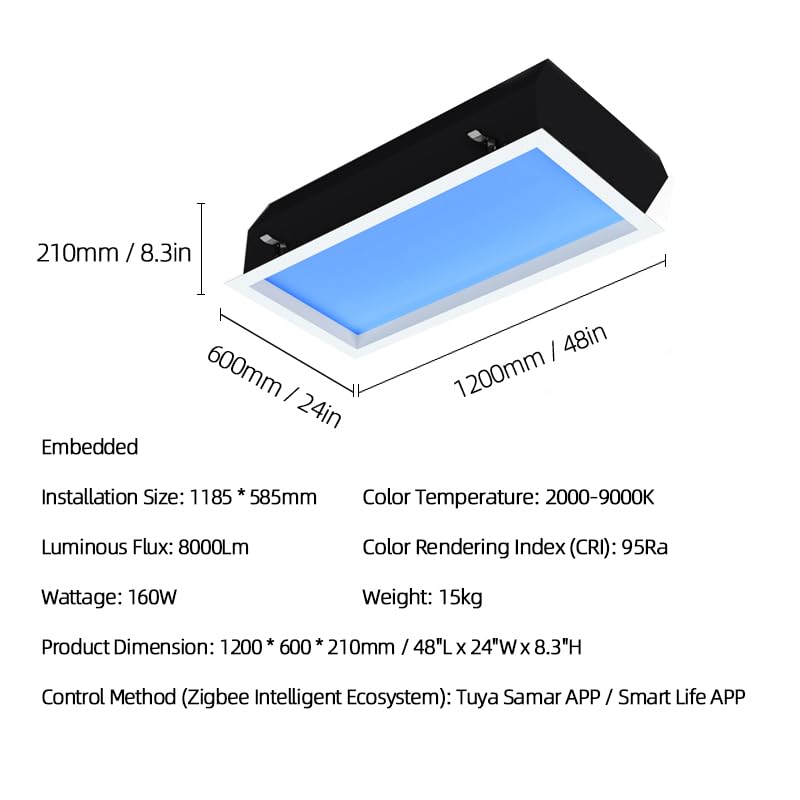 210mm / 8.3in
600mm / 24in
1200mm / 48in
Embedded
Installation Size: 1185 * 585mm
Color Temperature: 2000-9000K
Luminous Flux: 8000Lm
Color Rendering Index (CRI): 95Ra
Wattage: 160W
Weight: 15kg
Product Dimension: 1200 * 600 * 210mm / 48"L x 24"W x 8.3"H
Control Method (Zigbee Intelligent Ecosystem): Tuya Samar APP / Smart Life APP